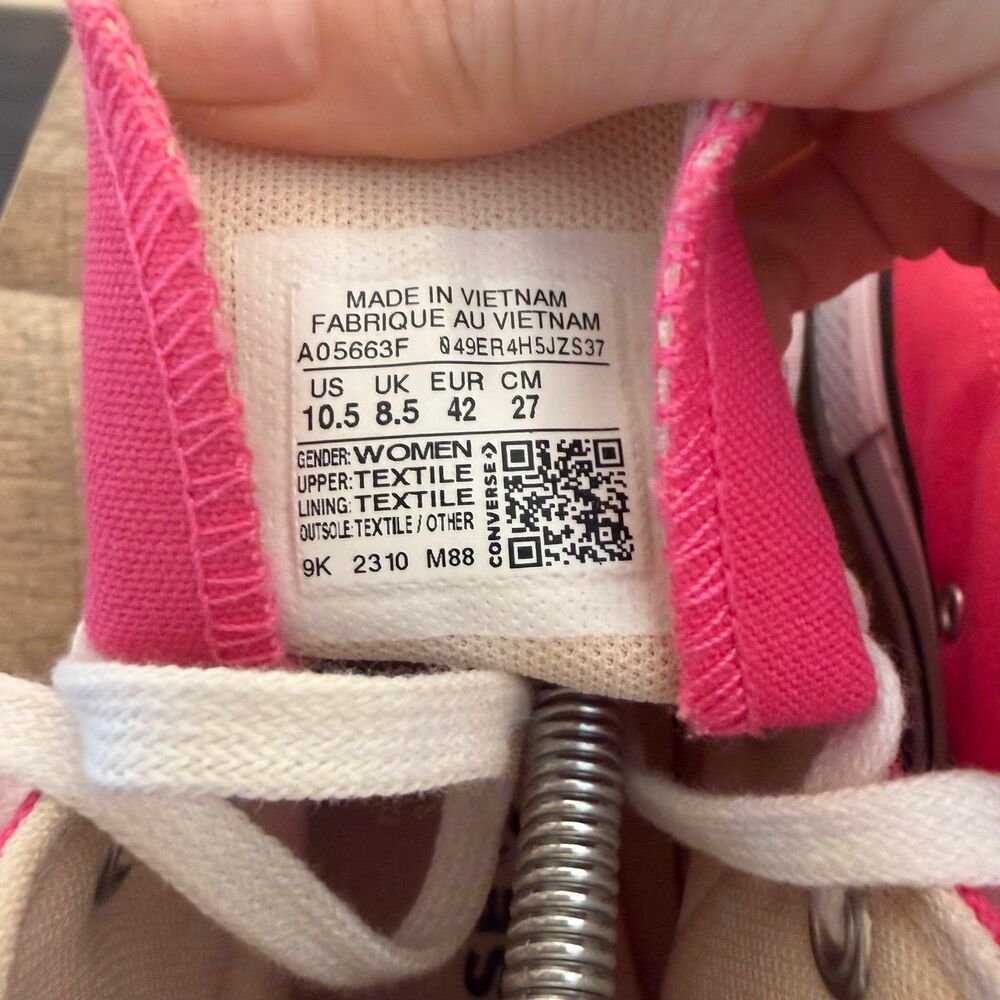 MADE IN VIETNAM
FABRIQUE AU VIETNAM
A05663F 049ER4H5JZS37
US UK EUR CM
10.5 8.5 42 27
GENDER: WOMEN
UPPER: TEXTILE
LINING: TEXTILE
OUTSOLE: TEXTILE / OTHER
9K 2310 M88
CONVERSE